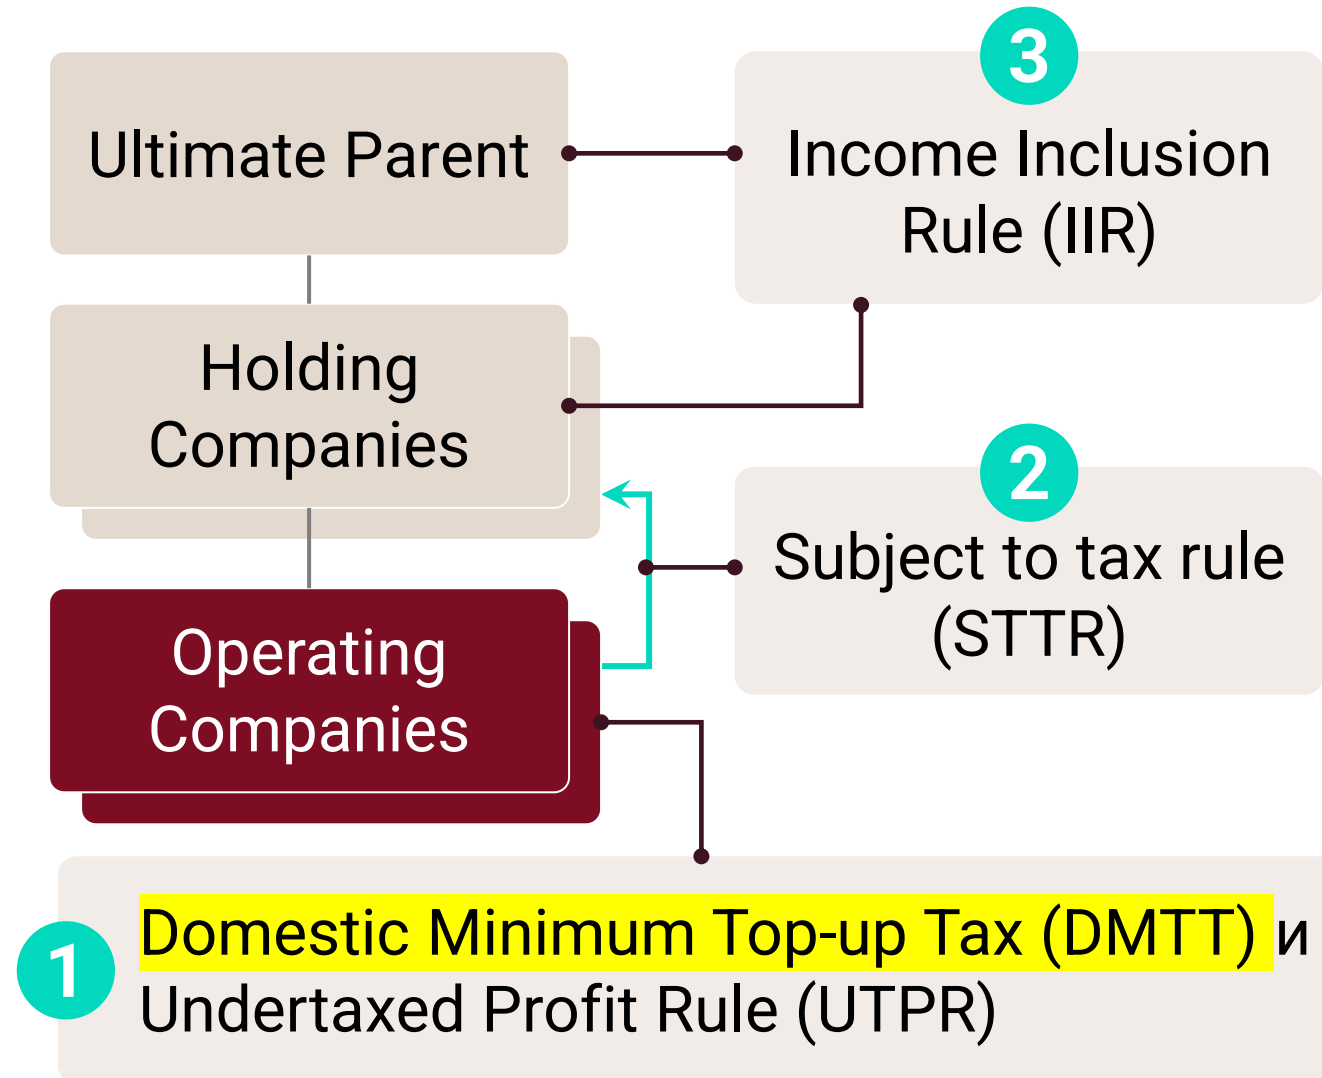 Ultimate Parent
3
Income Inclusion
Rule (IIR)
Holding
Companies
2
Subject to tax rule
(STTR)
Operating
Companies
1
Domestic Minimum Top-up Tax (DMTT) и
Undertaxed Profit Rule (UTPR)